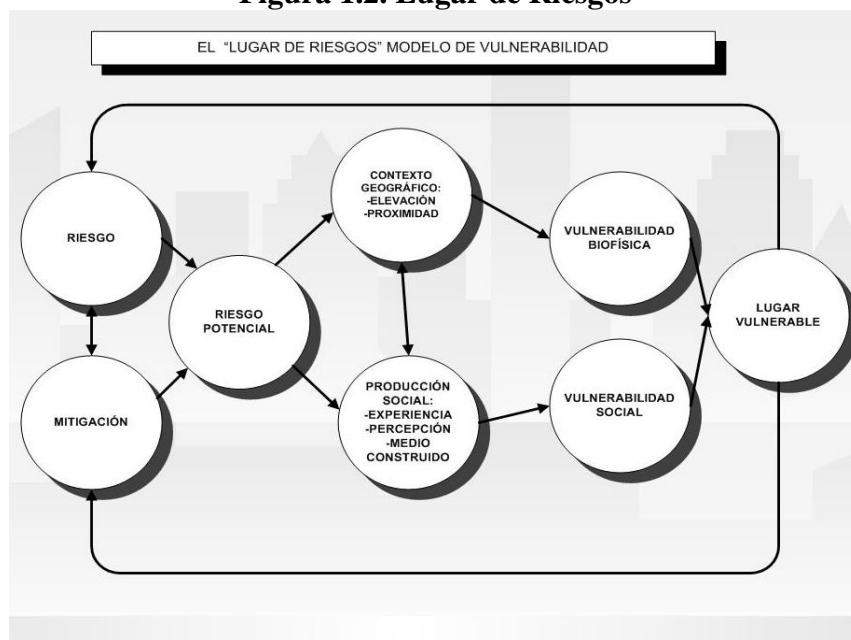 Figura 1.2. Lugar de Riesgos
EL “LUGAR DE RIESGOS” MODELO DE VULNERABILIDAD
RIESGO
MITIGACIÓN
RIESGO
POTENCIAL
CONTEXTO
GEOGRÁFICO:
-ELEVACIÓN
-PROXIMIDAD
PRODUCCIÓN
SOCIAL:
-EXPERIENCIA
-PERCEPCIÓN
-MEDIO
CONSTRUIDO
VULNERABILIDAD
BIOFÍSICA
VULNERABILIDAD
SOCIAL
LUGAR
VULNERABLE